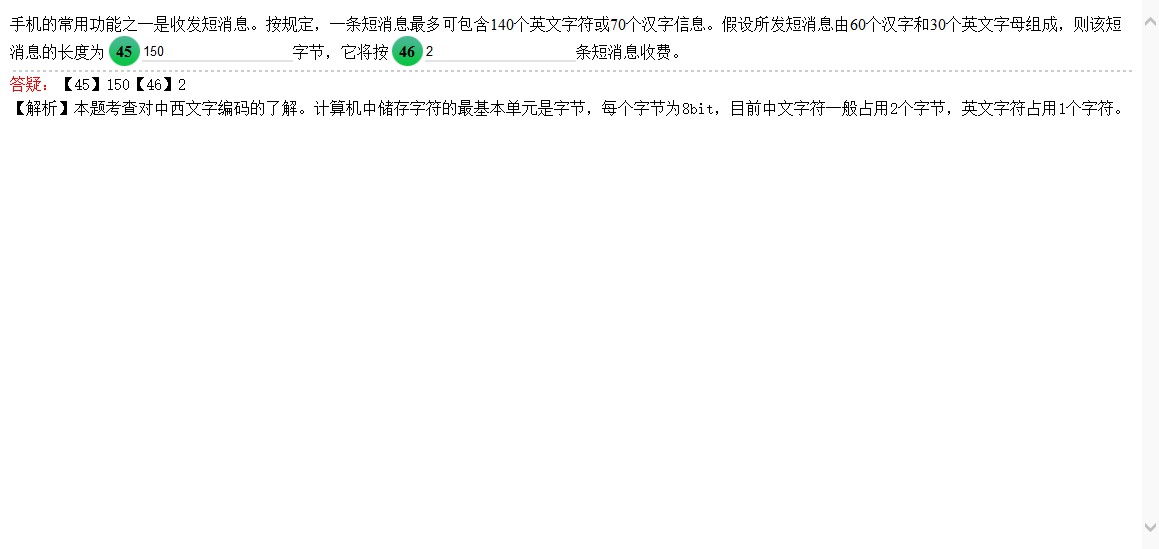 手机的常用功能之一是收发短消息。按规定，一条短消息最多可包含140个英文字符或70个汉字信息。假设所发短消息由60个汉字和30个英文字母组成，则该短
消息的长度为 45 150 字节，它将按 46 2 条短消息收费。
答疑：【45】150【46】2
【解析】本题考查对中西文字编码的了解。计算机中储存字符的最基本单元是字节，每个字节为8bit，目前中文字符一般占用2个字节，英文字符占用1个字符。